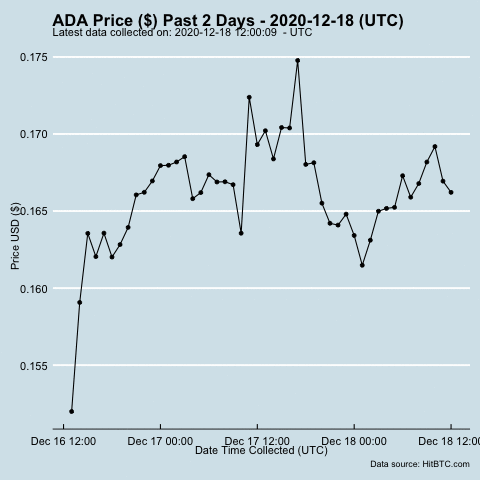 ADA Price ($) Past 2 Days - 2020-12-18 (UTC)
Latest data collected on: 2020-12-18 12:00:09 - UTC
0.175
0.170
0.165
0.160
0.155
Price USD ($)
Dec 16 12:00 Dec 17 00:00 Dec 17 12:00 Dec 18 00:00 Dec 18 12:00
Date Time Collected (UTC)
Data source: HitBTC.com